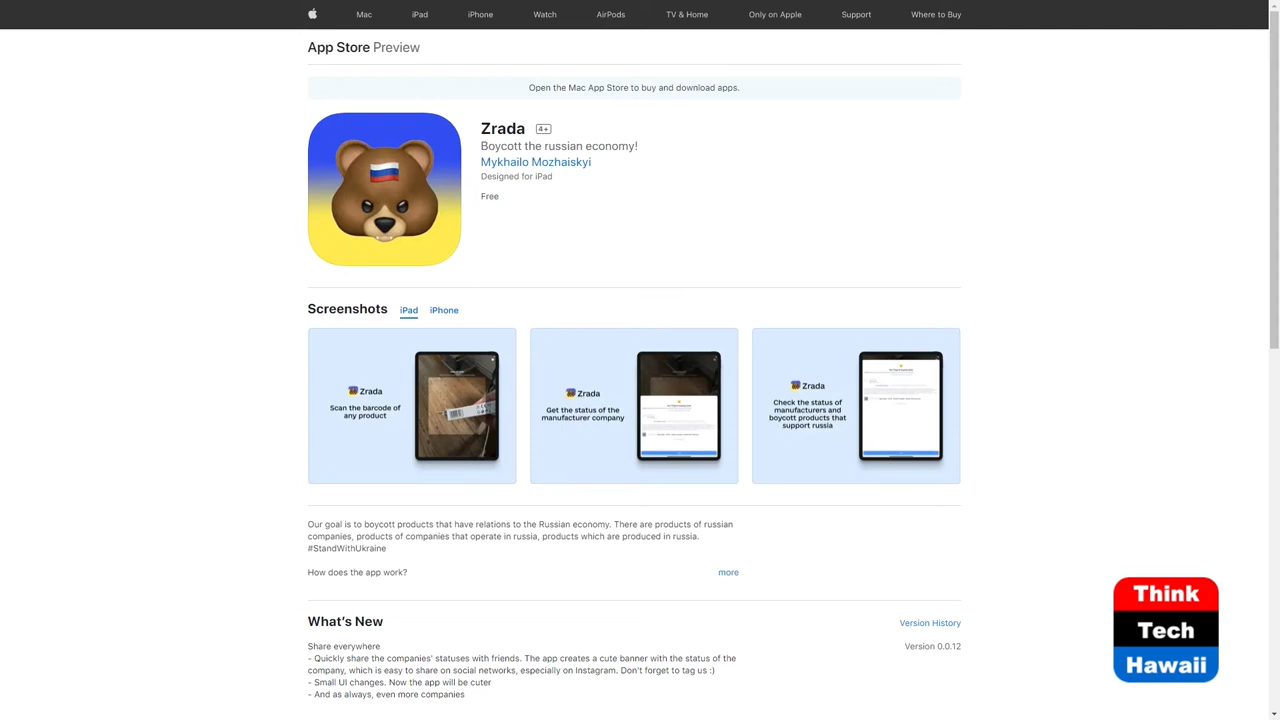 Mac iPad iPhone Watch AirPods TV & Home Only on Apple Support Where to Buy
App Store Preview
Open the Mac App Store to buy and download apps.
Zrada 4+
Boycott the russian economy!
Mykhailo Mozhaiskyi
Designed for iPad
Free
Screenshots iPad iPhone
Zrada
Scan the barcode of
any product
Zrada
Get the status of the
manufacturer company
Zrada
Check the status of
manufacturers and
boycott products that
support russia
Our goal is to boycott products that have relations to the Russian economy. There are products of russian
companies, products of companies that operate in russia, products which are produced in russia.
#StandWithUkraine
How does the app work? more
What's New Version History
Share everywhere Version 0.0.12
- Quickly share the companies' statuses with friends. The app creates a cute banner with the status of the
company, which is easy to share on social networks, especially on Instagram. Don't forget to tag us :)
- Small UI changes. Now the app will be cuter
- And as always, even more companies
Think
Tech
Hawaii